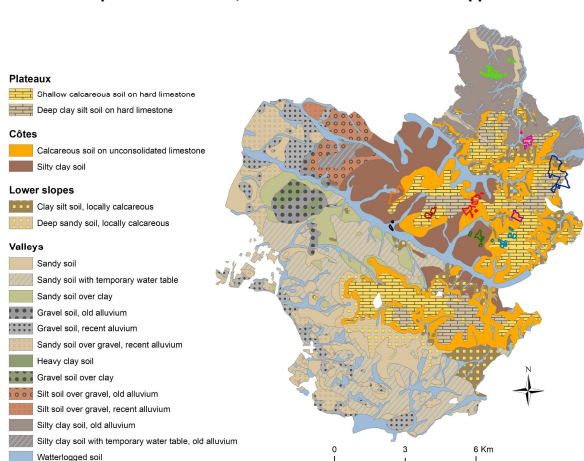 Plateaux
Shallow calcareous soil on hard limestone
Deep clay silt soil on hard limestone
Côtes
Calcareous soil on unconsolidated limestone
Silty clay soil
Lower slopes
Clay silt soil, locally calcareous
Deep sandy soil, locally calcareous
Valleys
Sandy soil
Sandy soil with temporary water table
Sandy soil over clay
Gravel soil, old alluvium
Gravel soil, recent aluvium
Sandy soil over gravel, recent alluvium
Heavy clay soil
Gravel soil over clay
Silt soil over gravel, old alluvium
Silt soil over gravel, recent alluvium
Silty clay soil, old alluvium
Silty clay soil with temporary water table, old alluvium
Watterlogged soil
N
0 3 6 Km